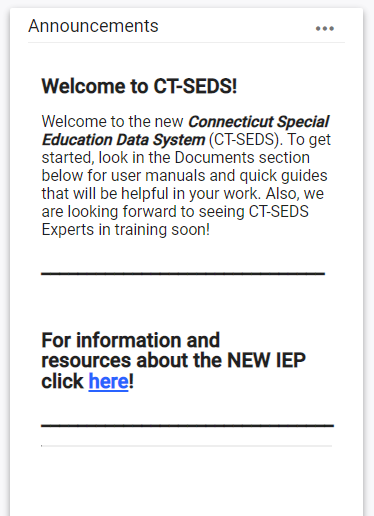 Announcements
Welcome to CT-SEDS!
Welcome to the new Connecticut Special
Education Data System (CT-SEDS). To get
started, look in the Documents section
below for user manuals and quick guides
that will be helpful in your work. Also, we
are looking forward to seeing CT-SEDS
Experts in training soon!
For information and
resources about the NEW IEP
click here!